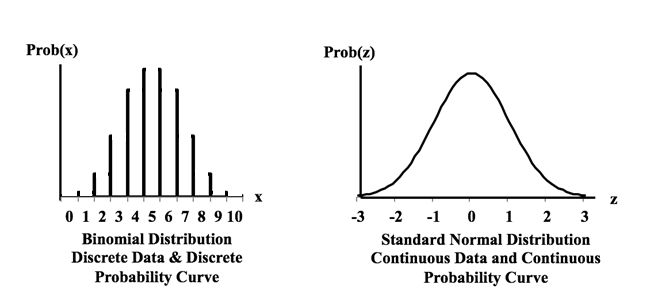 Prob(x)
x
0 1 2 3 4 5 6 7 8 9 10
Binomial Distribution
Discrete Data & Discrete
Probability Curve
Prob(z)
z
-3 -2 -1 0 1 2 3
Standard Normal Distribution
Continuous Data and Continuous
Probability Curve